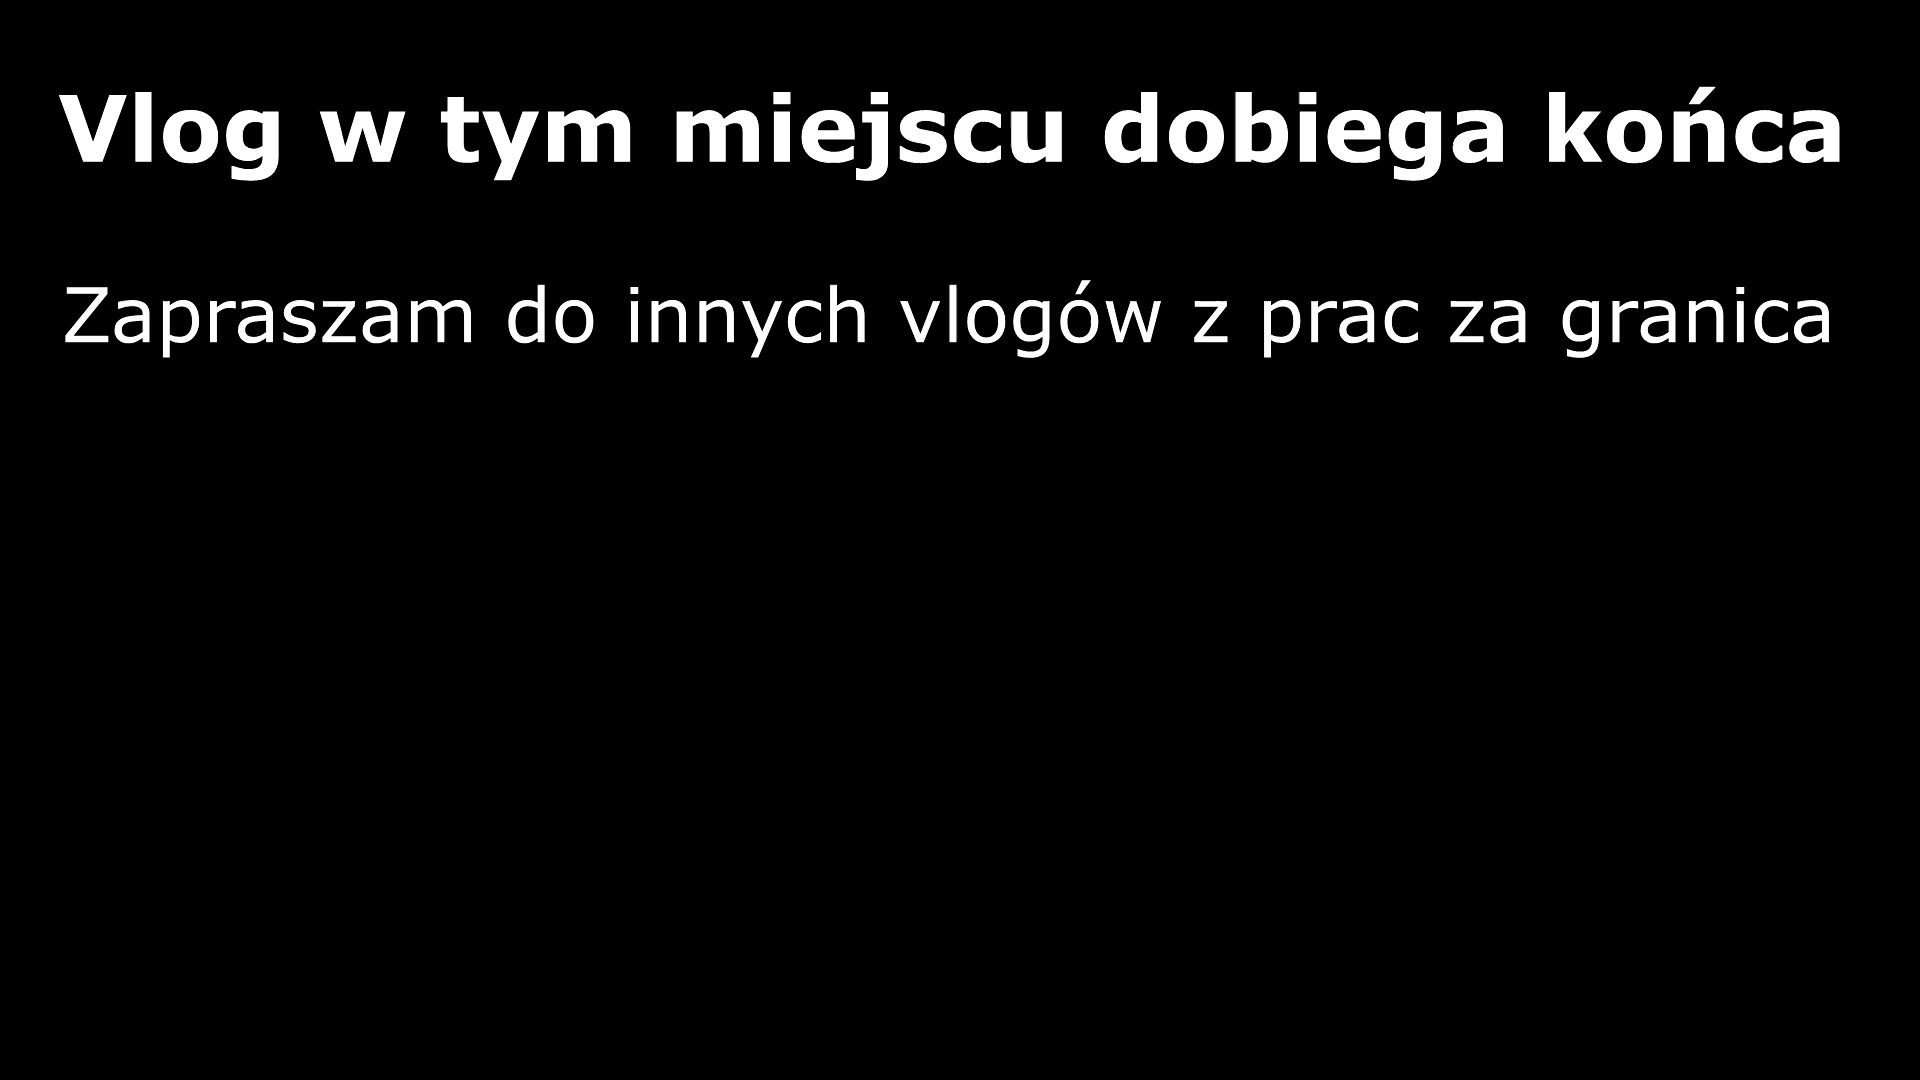 Vlog w tym miejscu dobiega końca
Zapraszam do innych vlogów z prac za granica